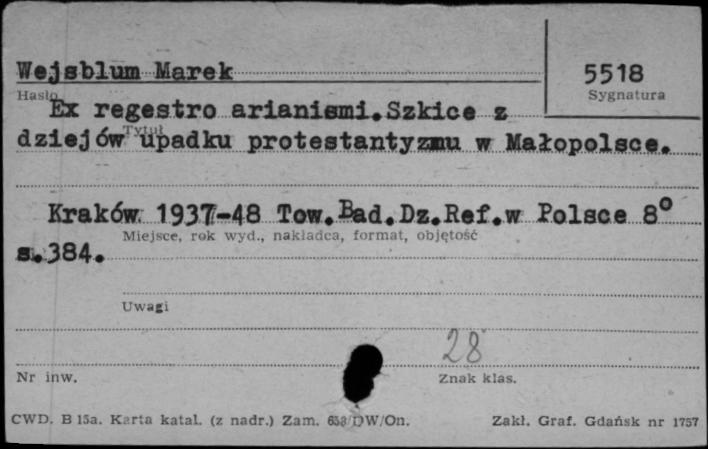 Wejsblum Marek
5518
Hasło
Sygnatura
Ex regestro arianismi.Szkice z
Tytuł
dziejów upadku protestantyzmu w Małopolsce.
Kraków 1937-48 Tow.Bad.Dz.Ref.w Polsce 8°
Miejsce, rok wyd., nakładca, format, objętość
s.384.
Uwagi
28
Nr inw.
Znak klas.
CWD. B 15a. Karta katal. (z nadr.) Zam. 653/DW/On.
Zakł. Graf. Gdańsk nr 1757